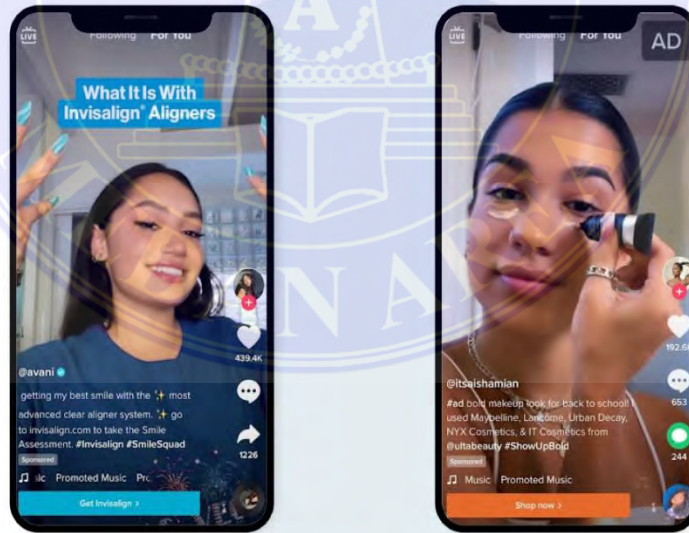 LIVE
Following For You
What It Is With
Invisalign® Aligners
439.4K
@avani
getting my best smile with the ✨ most
advanced clear aligner system. ✨ go
to invisalign.com to take the Smile
Assessment. #Invisalign #SmileSquad
1226
Sponsored
Promoted Music
Get Invisalign >
LIVE
Following For You
AD
192.6
@itsaishamian
#ad bold makeup look for back to school! I
used Maybelline, Lancome, Urban Decay,
NYX Cosmetics, & IT Cosmetics from
@ultabeauty #ShowUpBold
653
Sponsored
244
Music Promoted Music
Shop now >